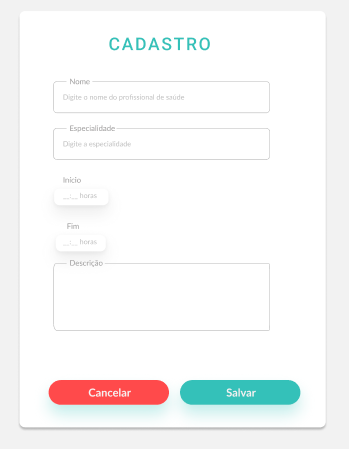 CADASTRO
Nome
Digite o nome do profissional de saúde
Especialidade
Digite a especialidade
Início
__:__ horas
Fim
__:__ horas
Descrição
Cancelar Salvar